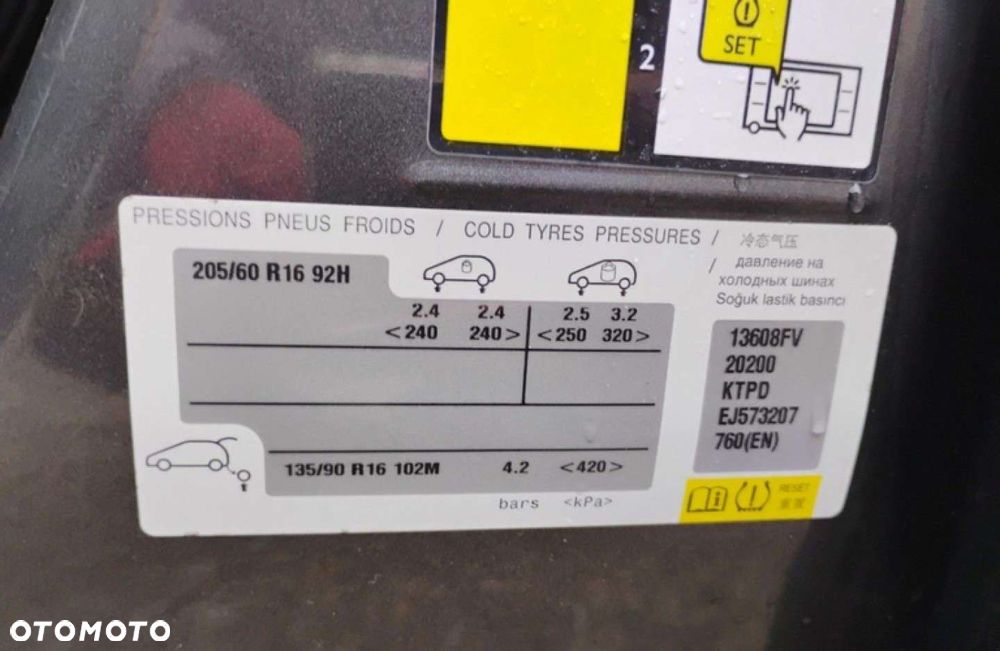 SET
2
PRESSIONS PNEUS FROIDS / COLD TYRES PRESSURES / 冷态气压
/ давление на
холодных шинах
Soğuk lastik basıncı
205/60 R16 92H
2.4 2.4 2.5 3.2
<240 240> <250 320>
13608FV
20200
KTPD
EJ573207
760(EN)
135/90 R16 102M 4.2 <420>
bars <kPa>
RESET
OTOMOTO